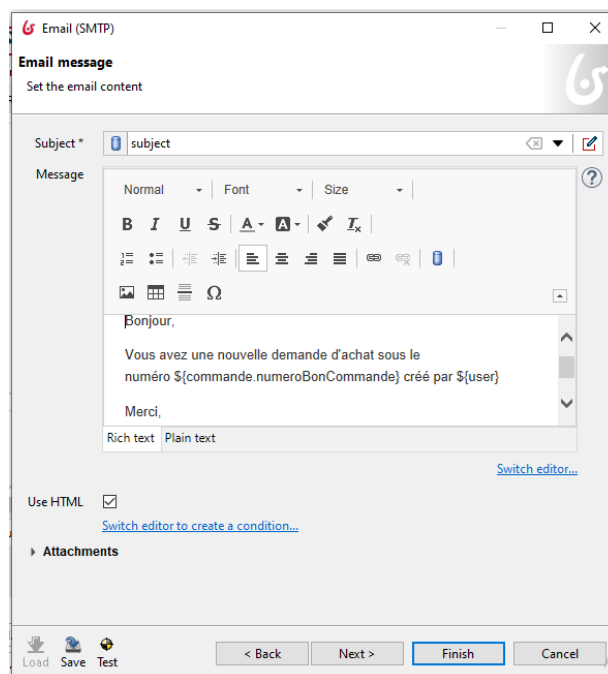 Email (SMTP)
Email message
Set the email content
Subject * subject
Message
Normal Font Size
B I U S A A Tx
Ω
Bonjour,
Vous avez une nouvelle demande d'achat sous le
numéro ${commande.numeroBonCommande} créé par ${user}
Merci,
Rich text Plain text
Switch editor...
Use HTML
Switch editor to create a condition...
Attachments
Load Save Test < Back Next > Finish Cancel